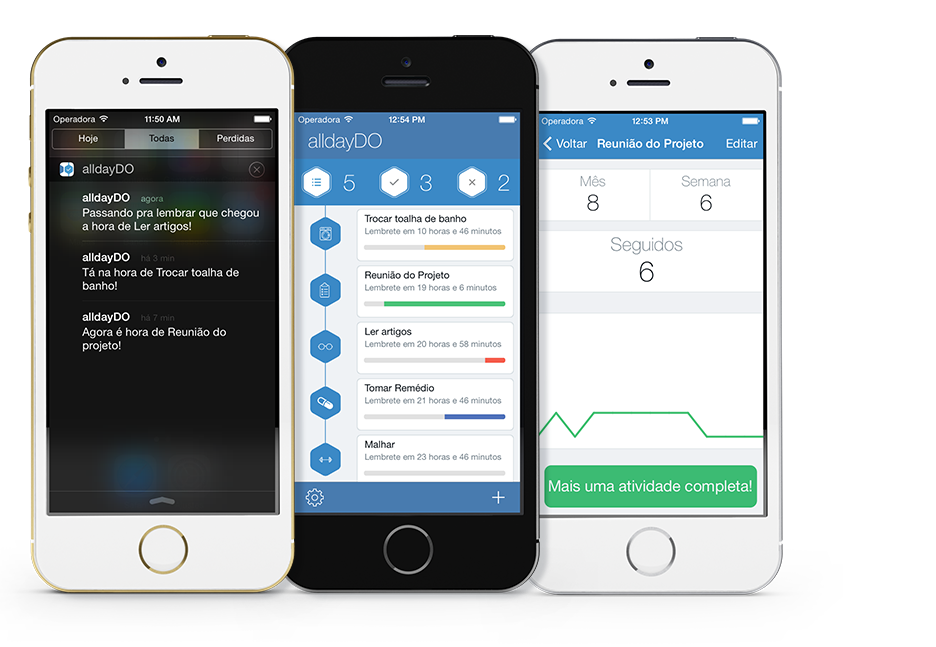 Operadora 11:50 AM
Hoje Todas Perdidas
alldayDO
alldayDO agora
Passando pra lembrar que chegou
a hora de Ler artigos!
alldayDO há 3 min
Tá na hora de Trocar toalha de
banho!
alldayDO há 7 min
Agora é hora de Reunião do
projeto!
Operadora 12:54 PM
alldayDO
5 3 2
Trocar toalha de banho
Lembrete em 10 horas e 46 minutos
Reunião do Projeto
Lembrete em 19 horas e 6 minutos
Ler artigos
Lembrete em 20 horas e 58 minutos
Tomar Remédio
Lembrete em 21 horas e 46 minutos
Malhar
Lembrete em 23 horas e 46 minutos
Operadora 12:53 PM
Voltar Reunião do Projeto Editar
Mês Semana
8 6
Seguidos
6
Mais uma atividade completa!